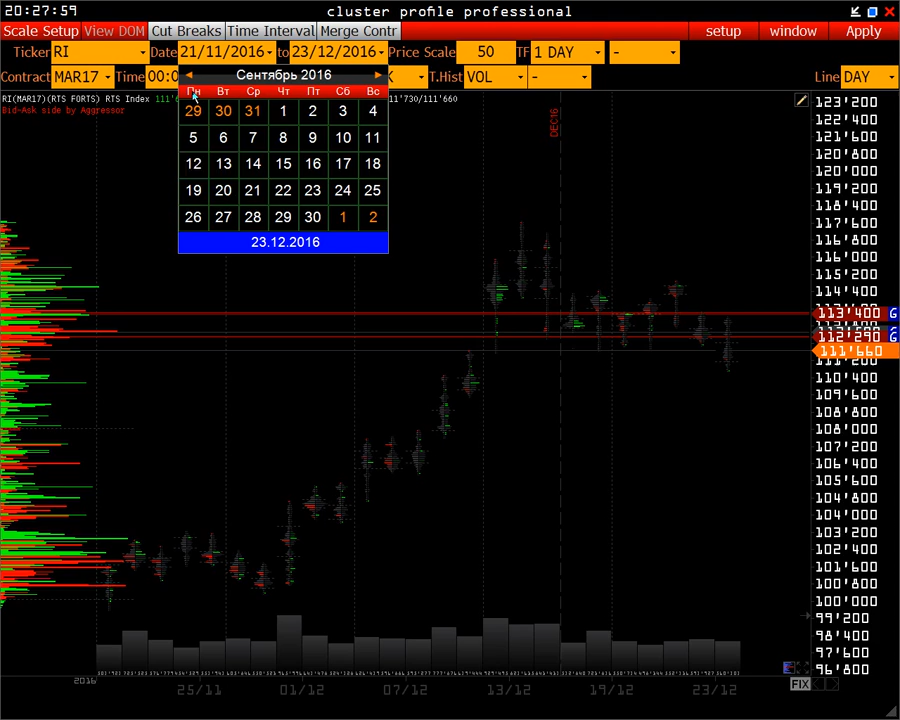 20:27:59 cluster profile professional
Scale Setup View DOM Cut Breaks Time Interval Merge Contr setup window Apply
Ticker RI Date 21/11/2016 to 23/12/2016 Price Scale 50 TF 1 DAY -
Contract MAR17 Time 00:0 T.Hist VOL - Line DAY
Сентябрь 2016
Пн Вт Ср Чт Пт Сб Вс
29 30 31 1 2 3 4
5 6 7 8 9 10 11
12 13 14 15 16 17 18
19 20 21 22 23 24 25
26 27 28 29 30 1 2
23.12.2016
RI(MAR17)(RTS FORTS) RTS Index
11'730/111'660
Bid-Ask side by Aggressor
DEC16
123'200
122'400
121'600
120'800
120'000
119'200
118'400
117'600
116'800
116'000
115'200
114'400
113'400 G
112'290 G
111'660
111'200
110'400
109'600
108'800
108'000
107'200
106'400
105'600
104'800
104'000
103'200
102'400
101'600
100'800
100'000
99'200
98'400
97'600
96'800
2016 25/11 01/12 07/12 13/12 19/12 23/12
FIX